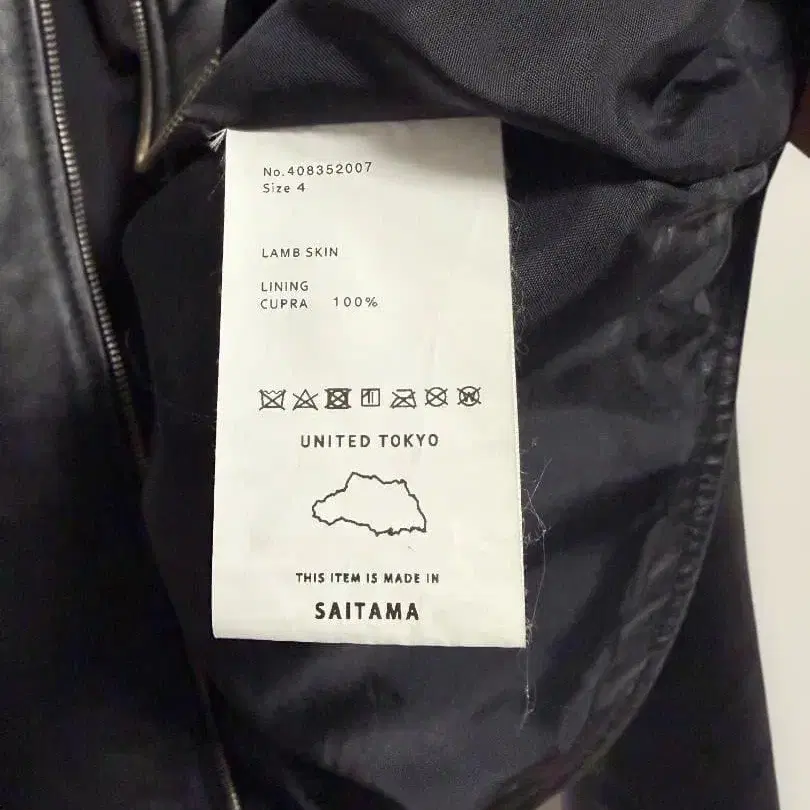 No.408352007
Size 4
LAMB SKIN
LINING
CUPRA 100%
UNITED TOKYO
THIS ITEM IS MADE IN
SAITAMA